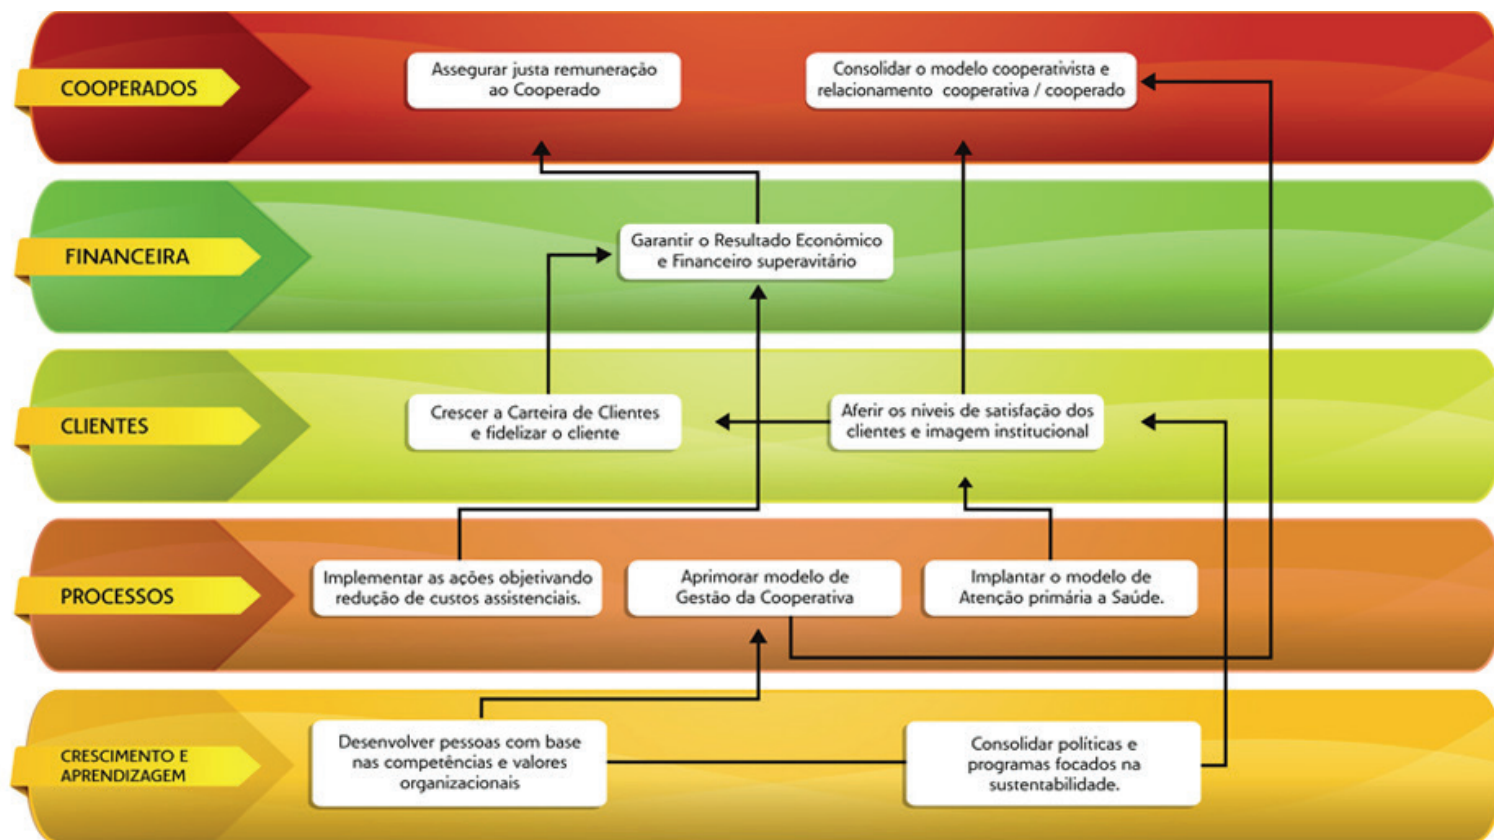 COOPERADOS
Assegurar justa remuneração
ao Cooperado
Consolidar o modelo cooperativista e
relacionamento cooperativa / cooperado
FINANCEIRA
Garantir o Resultado Econômico
e Financeiro superavitário
CLIENTES
Crescer a Carteira de Clientes
e fidelizar o cliente
Aferir os níveis de satisfação dos
clientes e imagem institucional
PROCESSOS
Implementar as ações objetivando
redução de custos assistenciais.
Aprimorar modelo de
Gestão da Cooperativa
Implantar o modelo de
Atenção primária a Saúde.
CRESCIMENTO E
APRENDIZAGEM
Desenvolver pessoas com base
nas competências e valores
organizacionais
Consolidar políticas e
programas focados na
sustentabilidade.